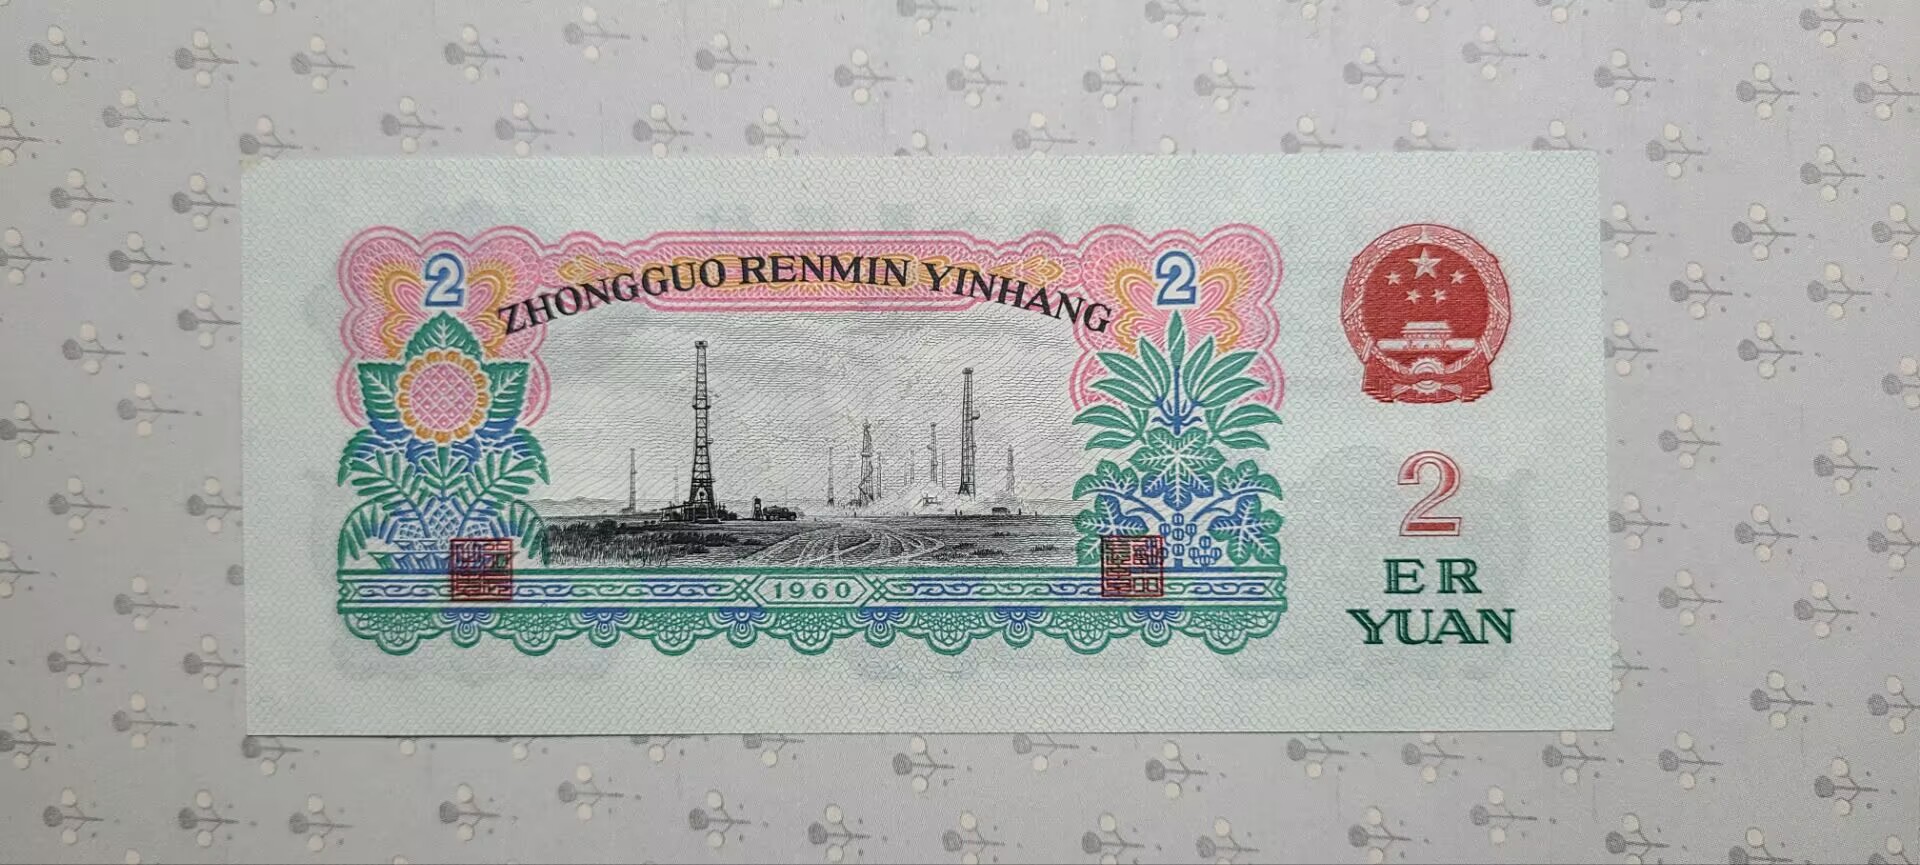 2
2
ZHONGGUO RENMIN YINHANG
1960
2
ER
YUAN